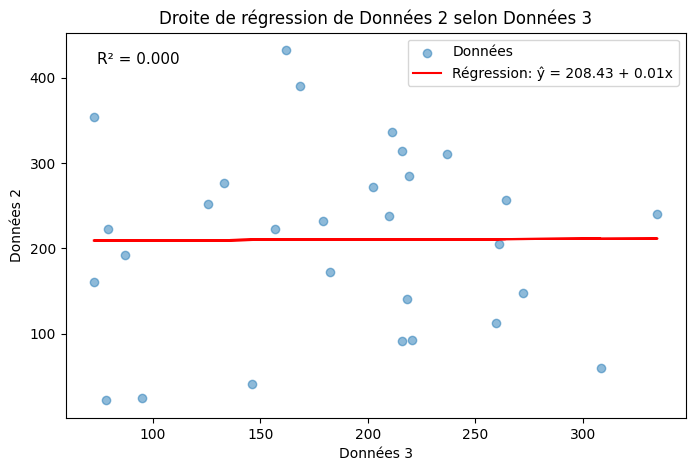 Droite de régression de Données 2 selon Données 3
R² = 0.000
Données
Régression: ŷ = 208.43 + 0.01x
400
300
200
100
Données 2
100 150 200 250 300
Données 3